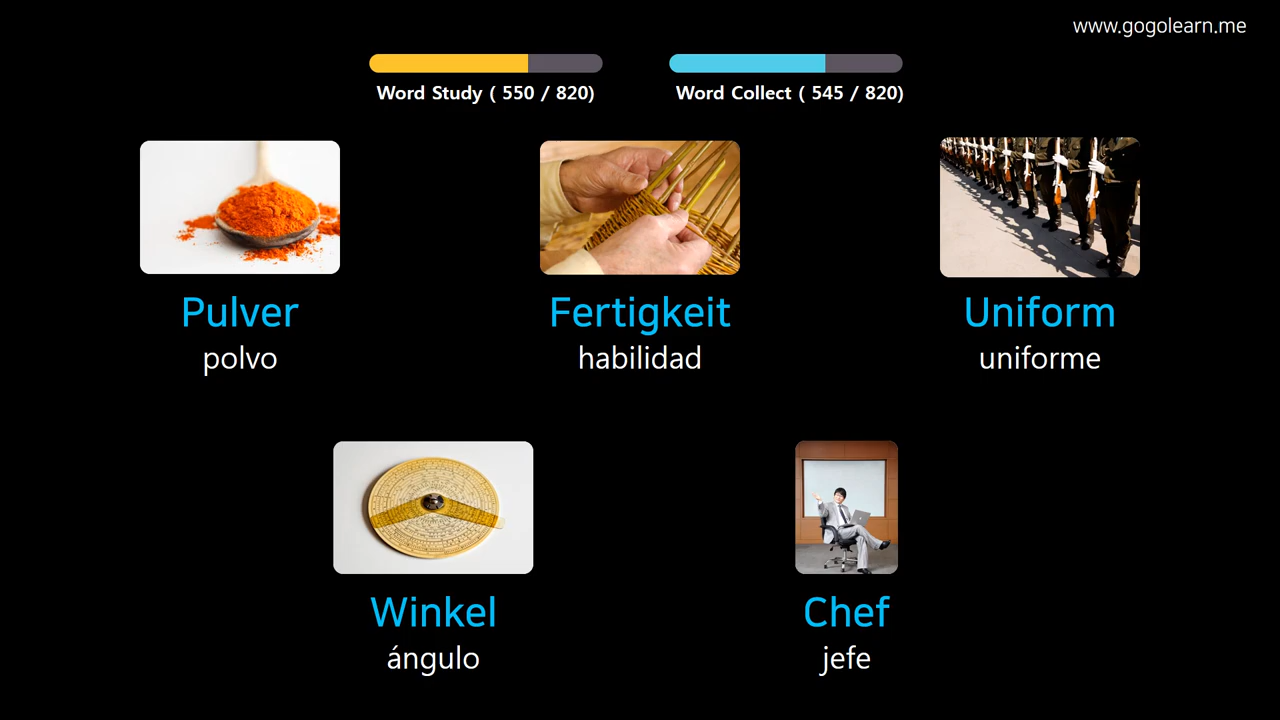 www.gogolearn.me
Word Study ( 550 / 820)
Word Collect ( 545 / 820)
Pulver
polvo
Fertigkeit
habilidad
Uniform
uniforme
Winkel
ángulo
Chef
jefe